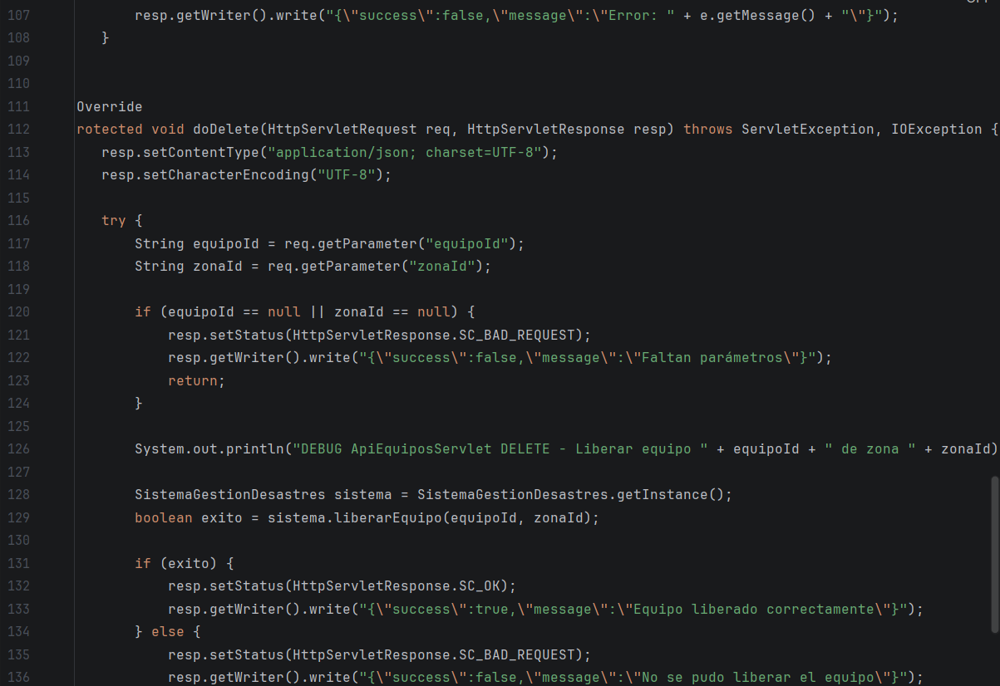 107 resp.getWriter().write("{\"success\":false,\"message\":\"Error: " + e.getMessage() + "\"}");
108 }
109
110
111 Override
112 rotected void doDelete(HttpServletRequest req, HttpServletResponse resp) throws ServletException, IOException {
113 resp.setContentType("application/json; charset=UTF-8");
114 resp.setCharacterEncoding("UTF-8");
115
116 try {
117 String equipoId = req.getParameter("equipoId");
118 String zonaId = req.getParameter("zonaId");
119
120 if (equipoId == null || zonaId == null) {
121 resp.setStatus(HttpServletResponse.SC_BAD_REQUEST);
122 resp.getWriter().write("{\"success\":false,\"message\":\"Faltan parámetros\"}");
123 return;
124 }
125
126 System.out.println("DEBUG ApiEquiposServlet DELETE - Liberar equipo " + equipoId + " de zona " + zonaId)
127
128 SistemaGestionDesastres sistema = SistemaGestionDesastres.getInstance();
129 boolean exito = sistema.liberarEquipo(equipoId, zonaId);
130
131 if (exito) {
132 resp.setStatus(HttpServletResponse.SC_OK);
133 resp.getWriter().write("{\"success\":true,\"message\":\"Equipo liberado correctamente\"}");
134 } else {
135 resp.setStatus(HttpServletResponse.SC_BAD_REQUEST);
136 resp.getWriter().write("{\"success\":false,\"message\":\"No se pudo liberar el equipo\"}");